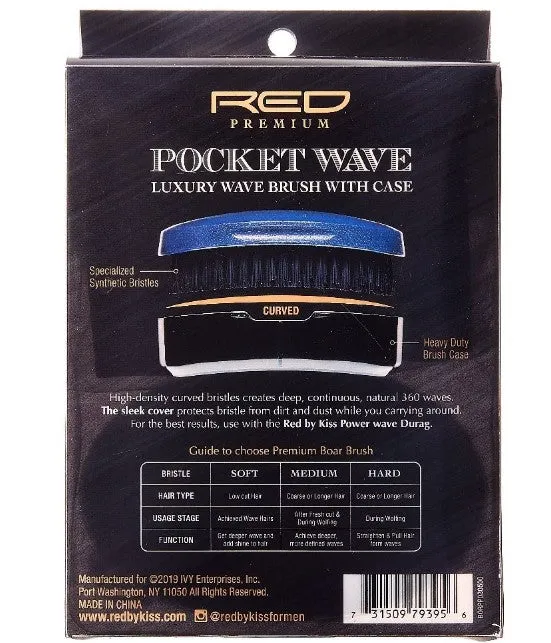 RED
PREMIUM
POCKET WAVE
LUXURY WAVE BRUSH WITH CASE
Specialized
Synthetic Bristles
CURVED
Heavy Duty
Brush Case
High-density curved bristles creates deep, continuous, natural 360 waves.
The sleek cover protects bristle from dirt and dust while you carrying around.
For the best results, use with the Red by Kiss Power wave Durag.
Guide to choose Premium Boar Brush
BRISTLE SOFT MEDIUM HARD
HAIR TYPE Low cut Hair Coarse or Longer Hair Coarse or Longer Hair
USAGE STAGE Achieved Wave Hairs After Fresh cut & During Wolfing During Wolfing
FUNCTION Get deeper wave and add shine to hair Achieve deeper, more defined waves Straighten & Pull Hair form waves
Manufactured for ©2019 IVY Enterprises, Inc.
Port Washington, NY 11050 U.S.A.
MADE IN CHINA
www.redbykiss.com @redbykissformen
7 31509 79395 6